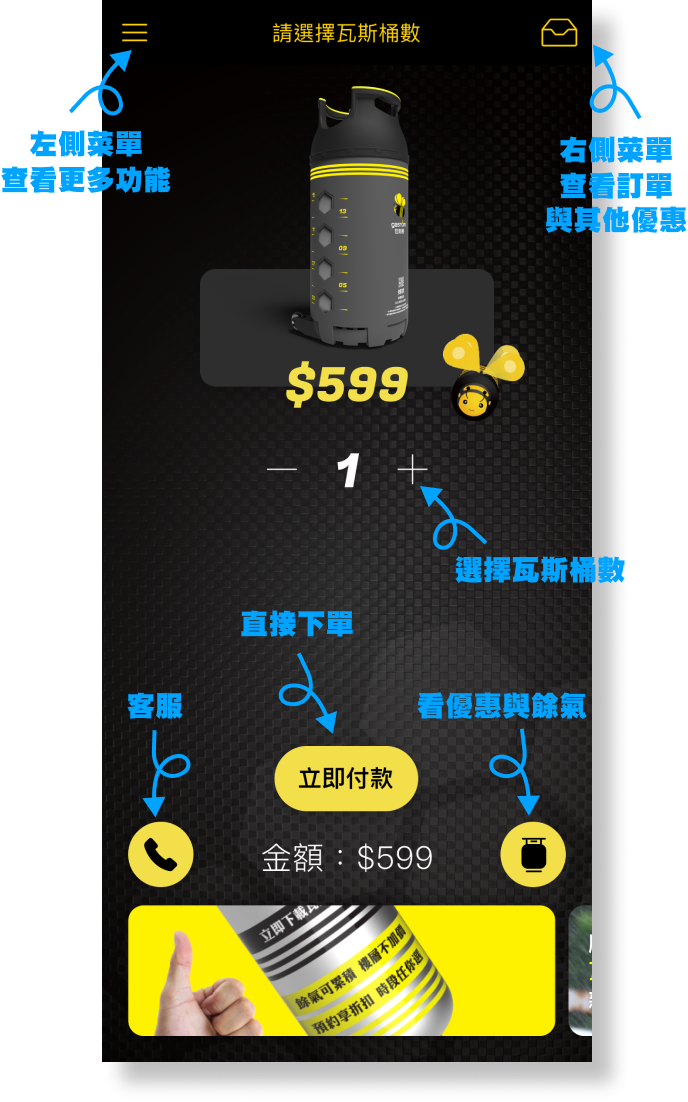 請選擇瓦斯桶數
左側菜單
查看更多功能
右側菜單
查看訂單
與其他優惠
13
09
05
$599
1
選擇瓦斯桶數
直接下單
客服
看優惠與餘氣
立即付款
金額：$599
立即下載
餘氣可累積 樓層不加價
預約享折扣 時段任你選